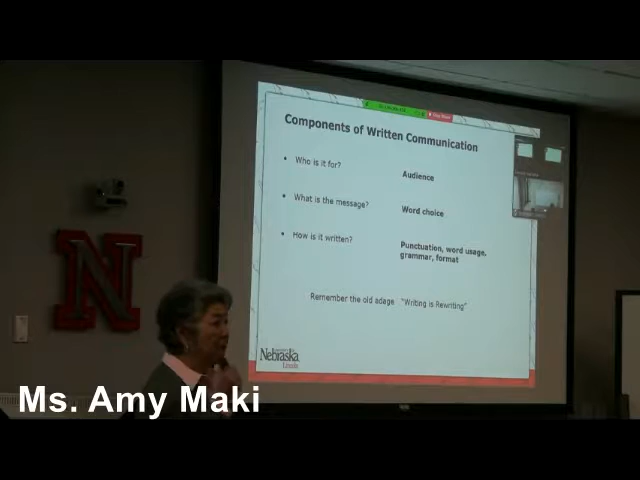 Components of Written Communication
• Who is it for?
Audience
• What is the message?
Word choice
• How is it written?
Punctuation, word usage,
grammar, format
Remember the old adage "Writing is Rewriting"
N
Nebraska
Lincoln
Ms. Amy Maki